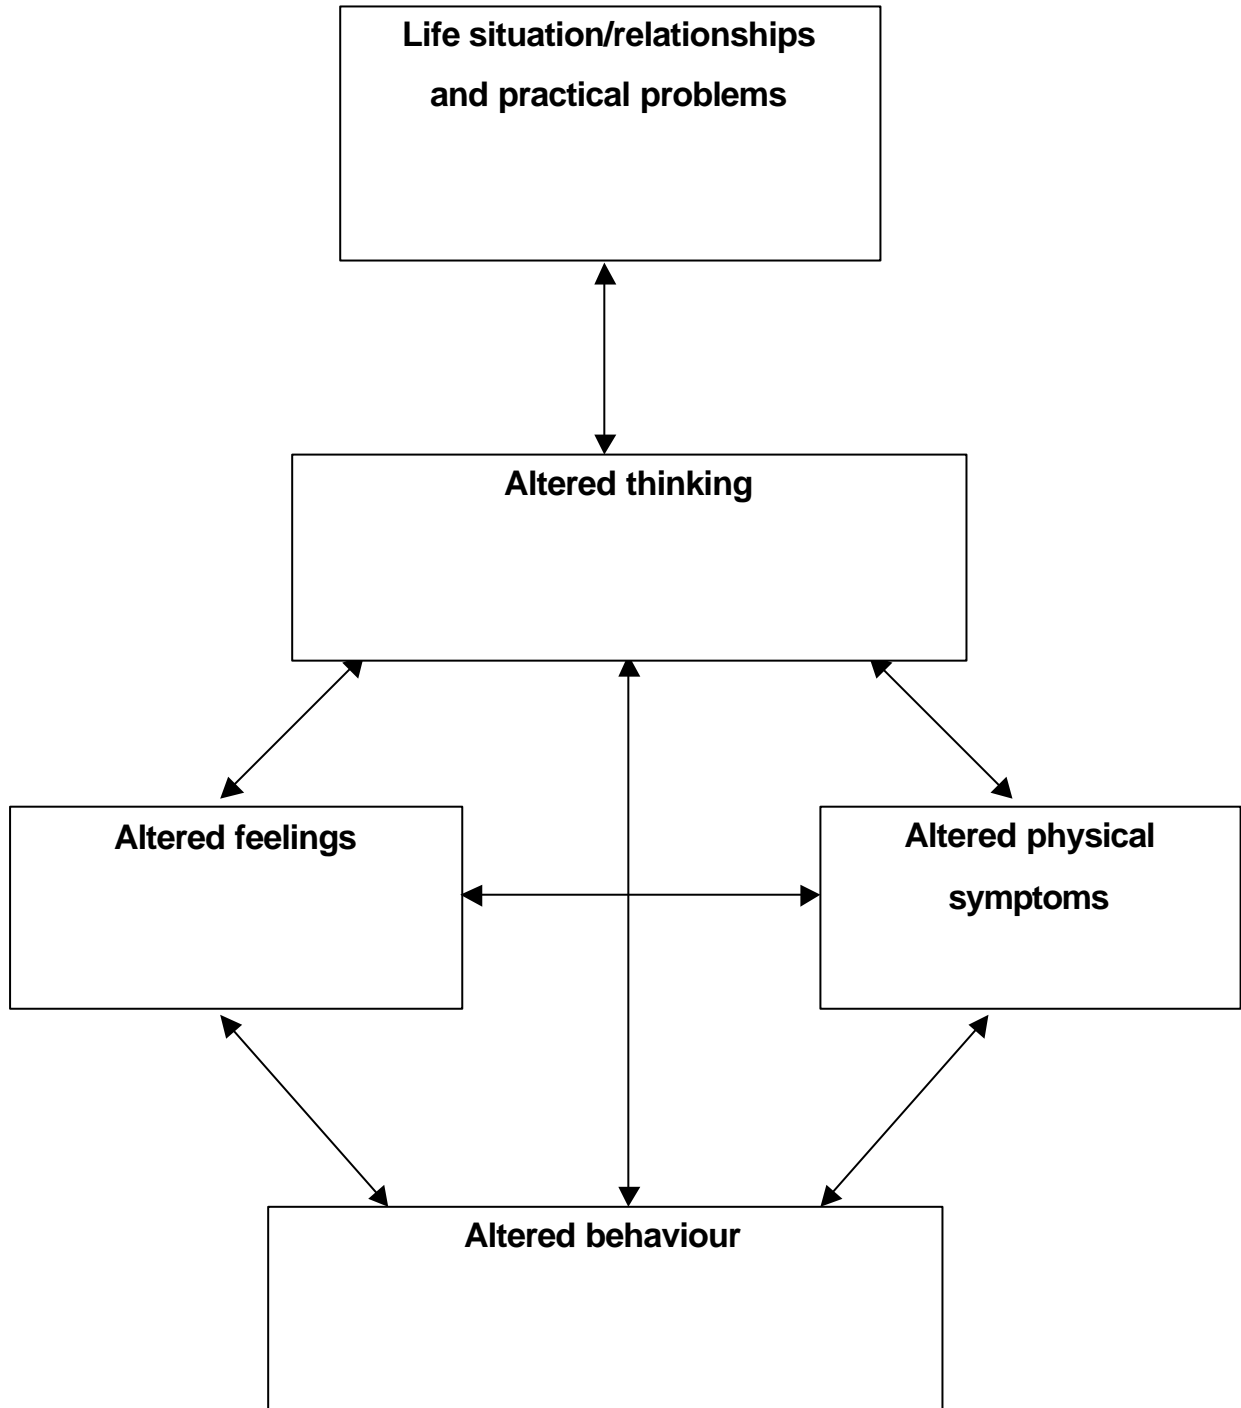 Life situation/relationships
and practical problems
Altered thinking
Altered feelings
Altered physical
symptoms
Altered behaviour